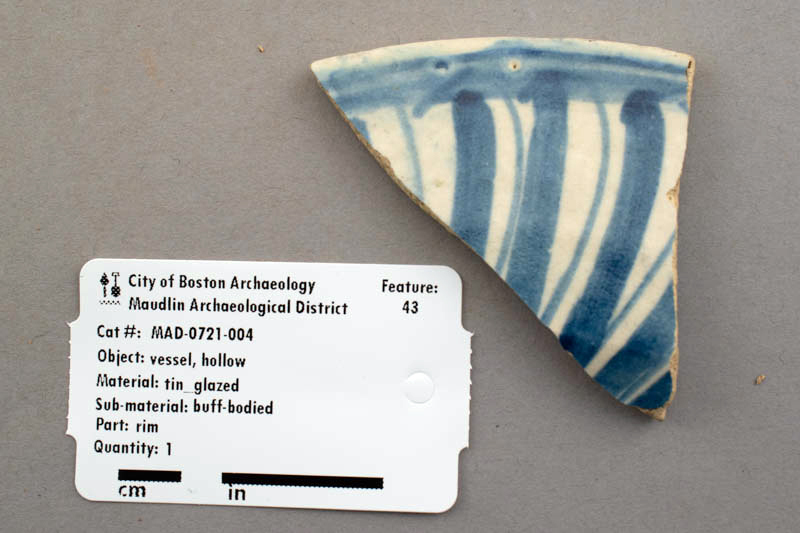 City of Boston Archaeology
Maudlin Archaeological District
Feature:
43
Cat #: MAD-0721-004
Object: vessel, hollow
Material: tin_glazed
Sub-material: buff-bodied
Part: rim
Quantity: 1
cm in